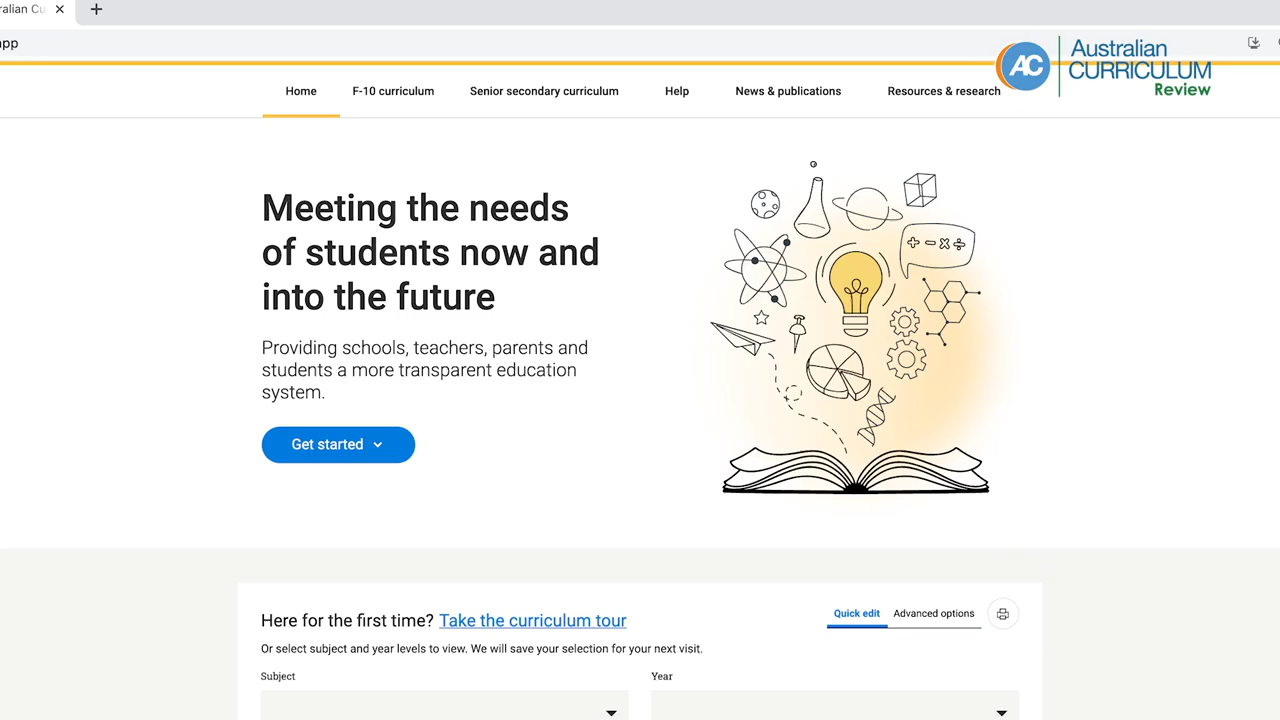 ralian Cu
app
AC
Australian
CURRICULUM
Review
Home F-10 curriculum Senior secondary curriculum Help News & publications Resources & research
Meeting the needs
of students now and
into the future
Providing schools, teachers, parents and
students a more transparent education
system.
Get started
Here for the first time? Take the curriculum tour
Quick edit Advanced options
Or select subject and year levels to view. We will save your selection for your next visit.
Subject Year